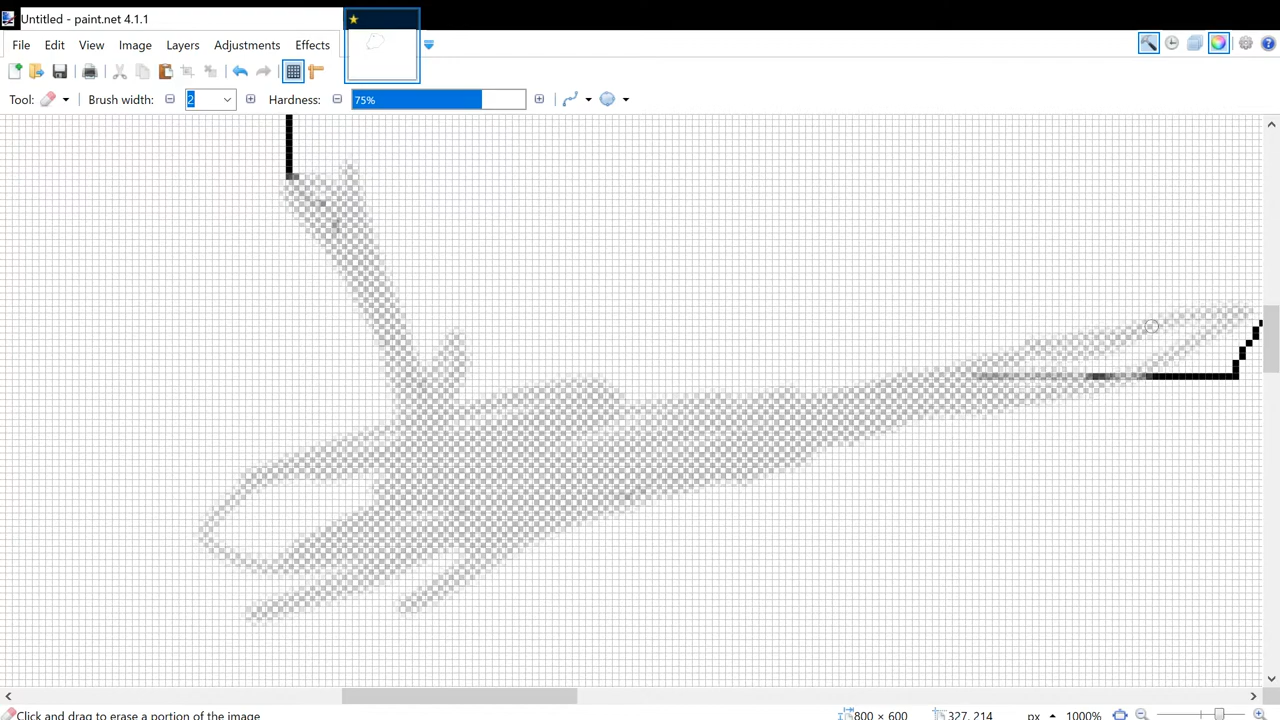 Untitled - paint.net 4.1.1
File Edit View Image Layers Adjustments Effects
Tool: Brush width: 2 Hardness: 75%
Click and drag to erase a portion of the image 800 × 600 327, 214 px 1000%